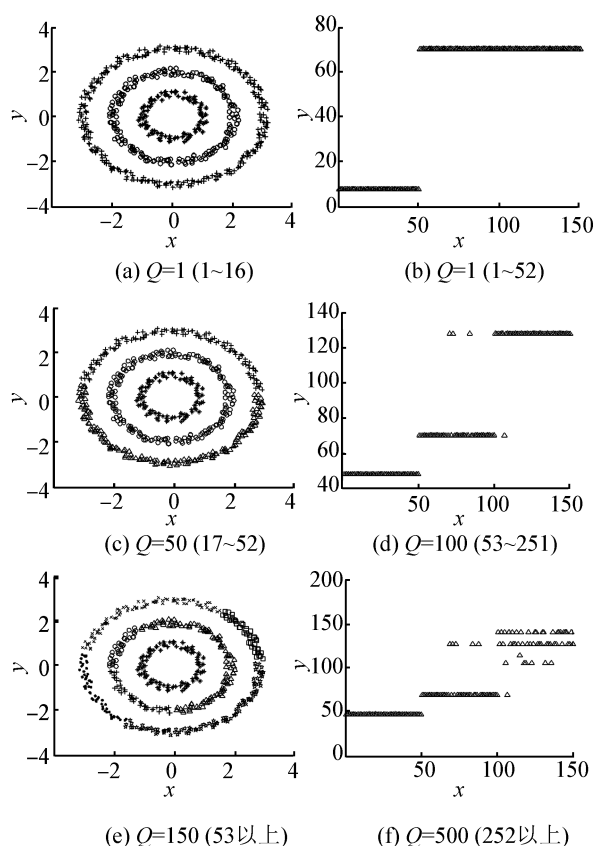 4
2
0
−2
−4
y
−2 0 2 4
x
(a) Q=1 (1~16)
80
60
40
20
0
y
50 100 150
x
(b) Q=1 (1~52)
4
2
0
−2
−4
y
−2 0 2 4
x
(c) Q=50 (17~52)
140
120
100
80
60
40
y
50 100 150
x
(d) Q=100 (53~251)
4
2
0
−2
−4
y
−2 0 2 4
x
(e) Q=150 (53以上)
200
150
100
50
0
y
50 100 150
x
(f) Q=500 (252以上)